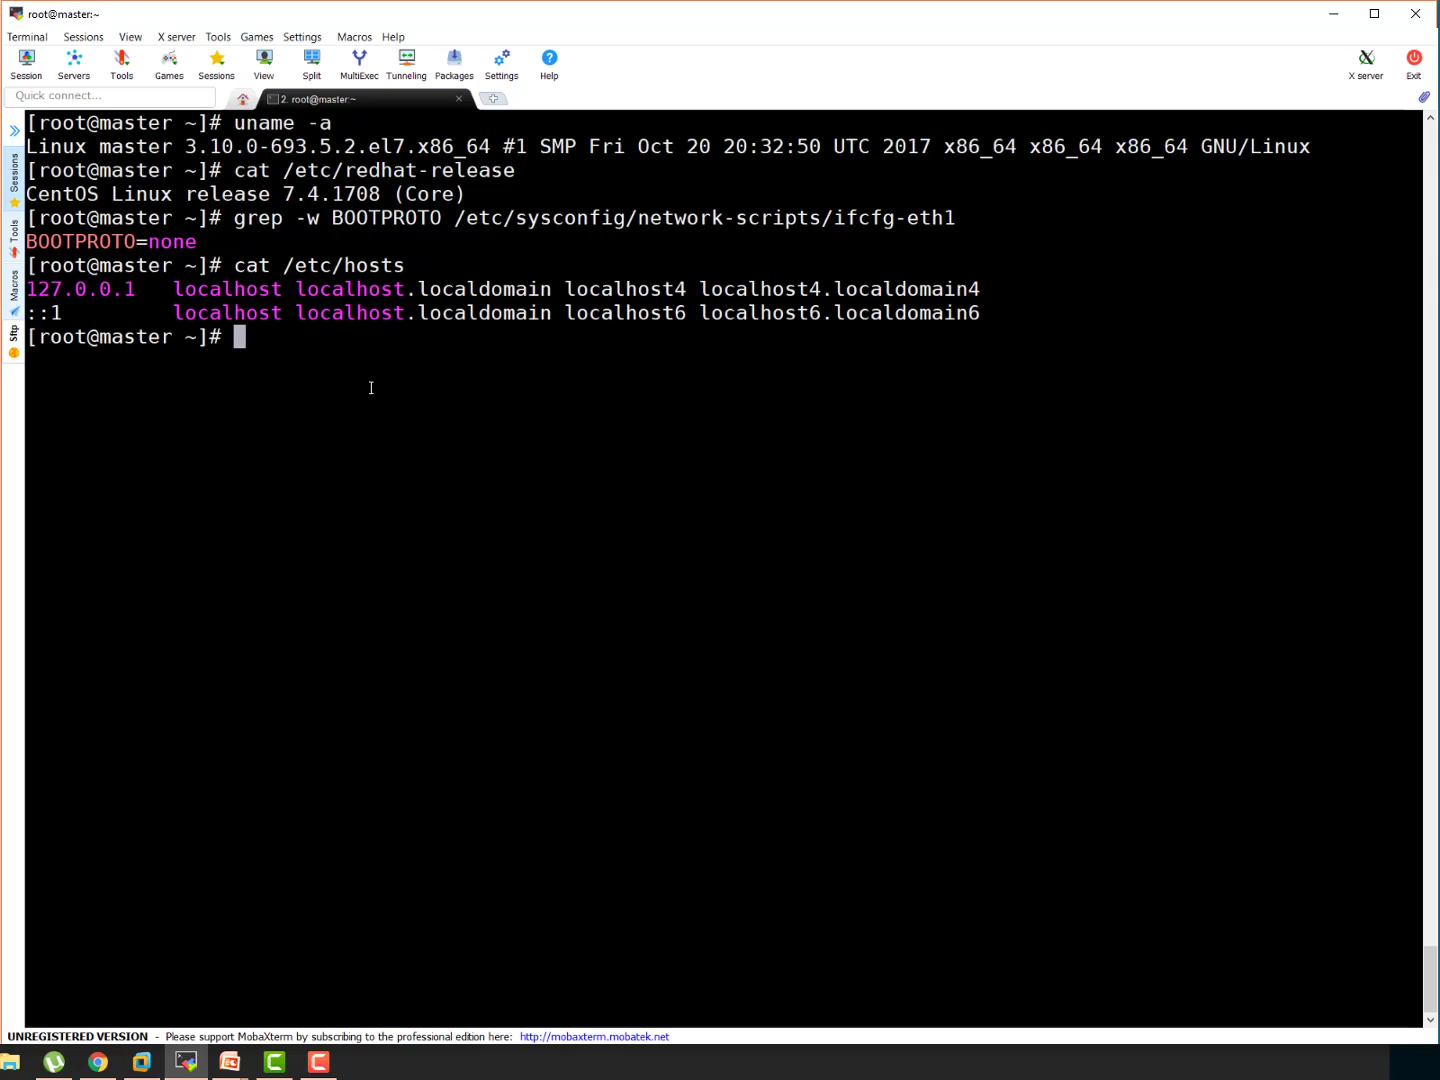 root@master:~
Terminal Sessions View X server Tools Games Settings Macros Help
Session Servers Tools Games Sessions View Split MultiExec Tunneling Packages Settings Help X server Exit
Quick connect... 2. root@master:~
[root@master ~]# uname -a
Linux master 3.10.0-693.5.2.el7.x86_64 #1 SMP Fri Oct 20 20:32:50 UTC 2017 x86_64 x86_64 x86_64 GNU/Linux
[root@master ~]# cat /etc/redhat-release
CentOS Linux release 7.4.1708 (Core)
[root@master ~]# grep -w BOOTPROTO /etc/sysconfig/network-scripts/ifcfg-eth1
BOOTPROTO=none
[root@master ~]# cat /etc/hosts
127.0.0.1   localhost localhost.localdomain localhost4 localhost4.localdomain4
::1         localhost localhost.localdomain localhost6 localhost6.localdomain6
[root@master ~]#
Sessions
Tools
Macros
Sftp
UNREGISTERED VERSION - Please support MobaXterm by subscribing to the professional edition here: http://mobaxterm.mobatek.net